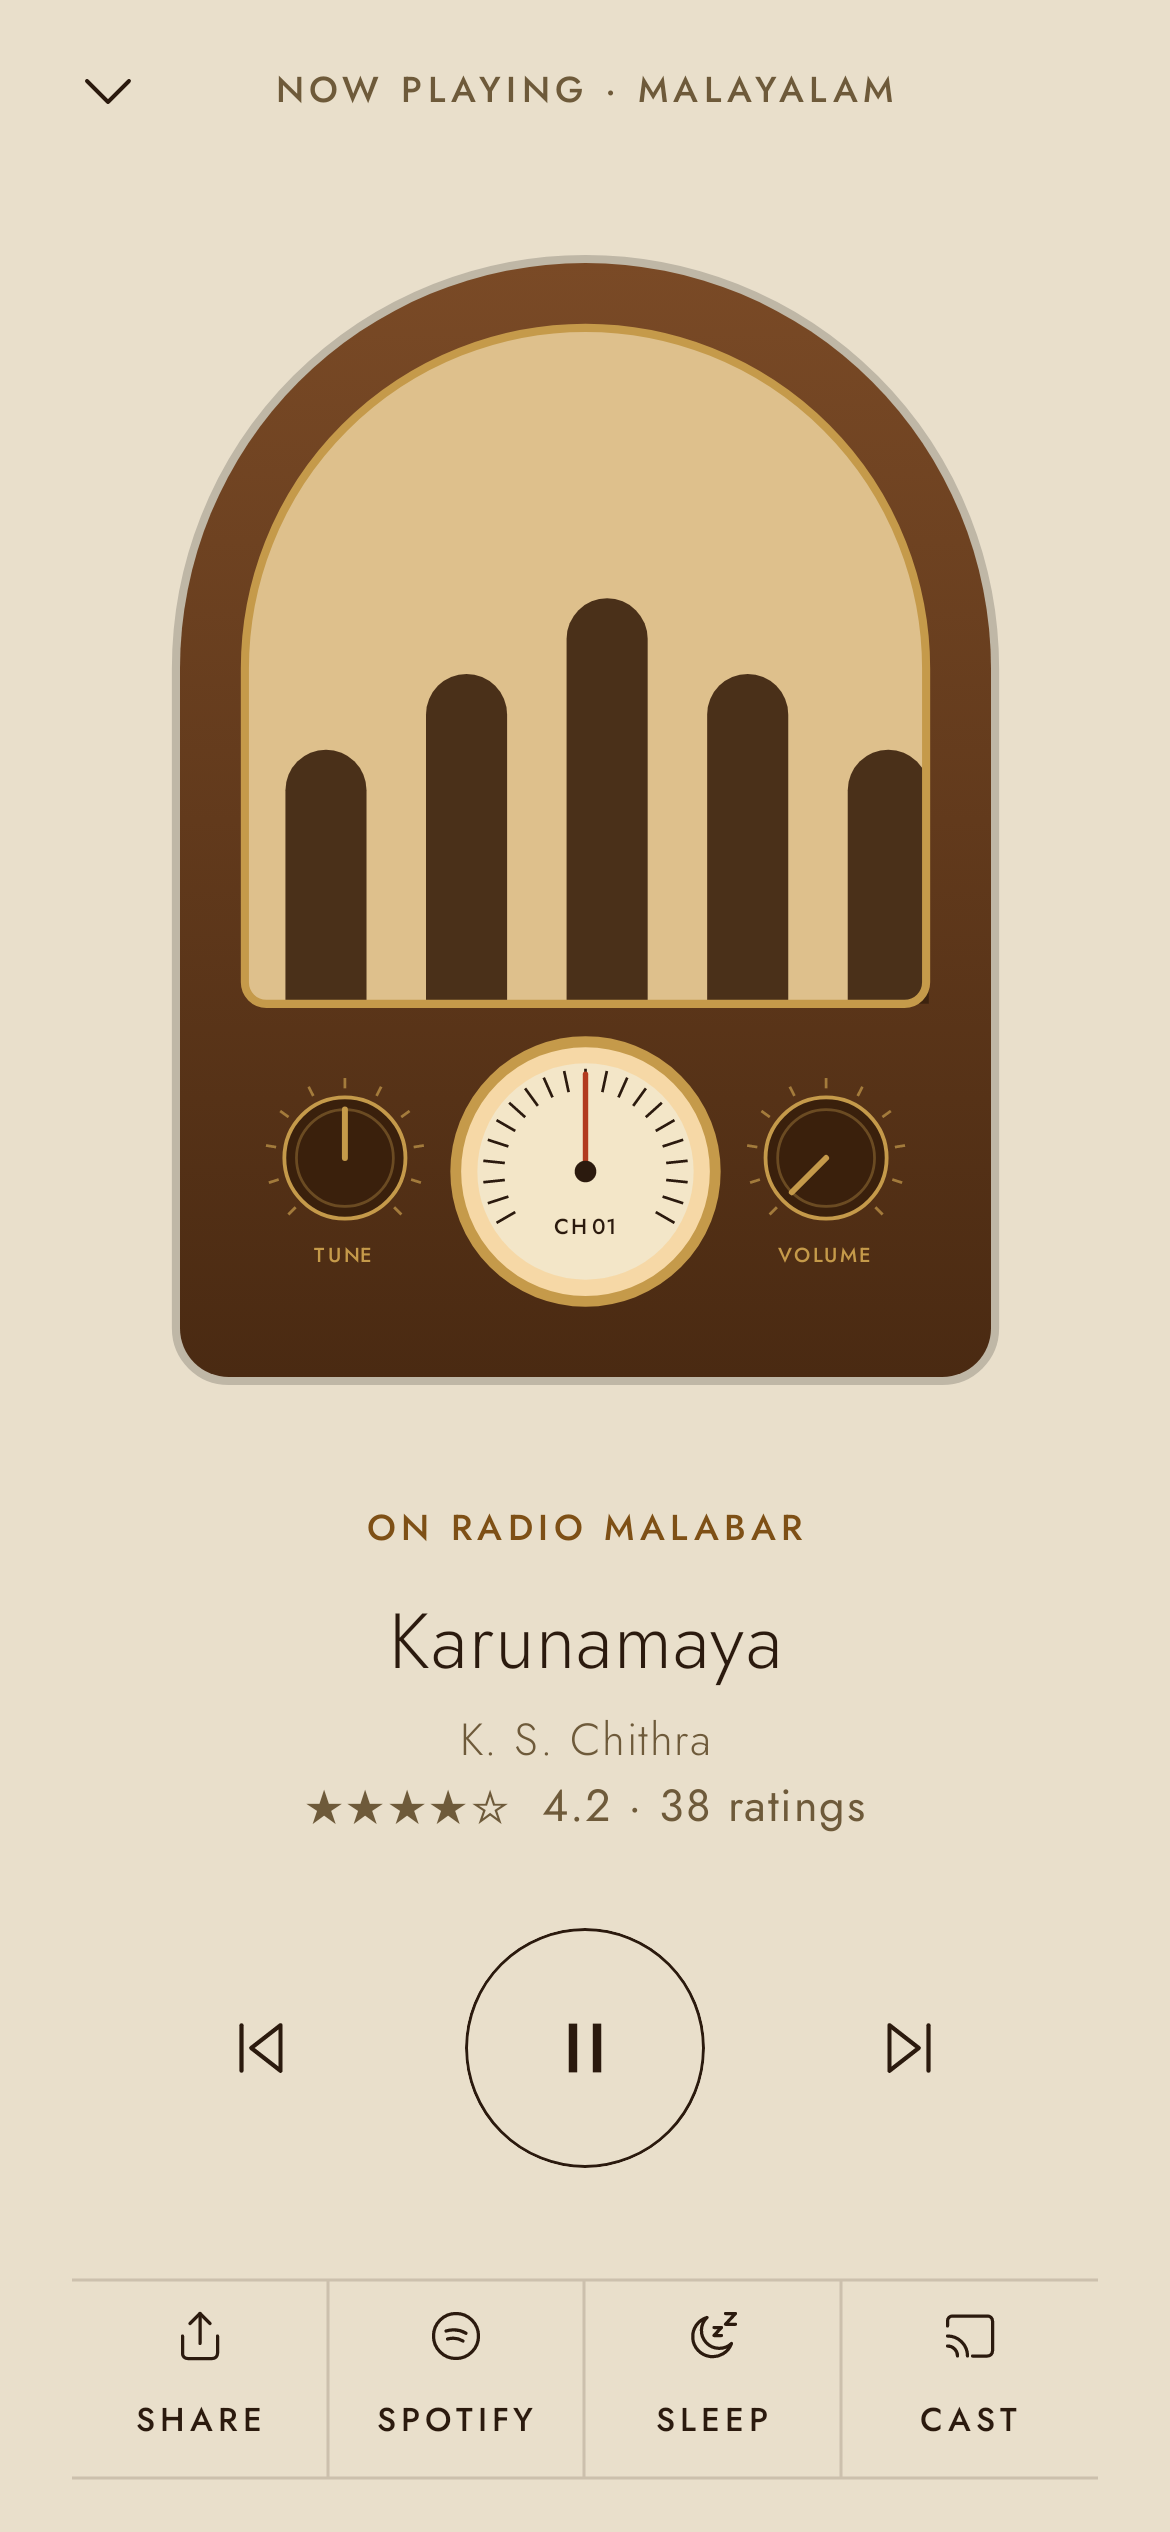 NOW PLAYING · MALAYALAM
CH 01
TUNE
VOLUME
ON RADIO MALABAR
Karunamaya
K. S. Chithra
★★★★☆ 4.2 · 38 ratings
SHARE
SPOTIFY
SLEEP
CAST